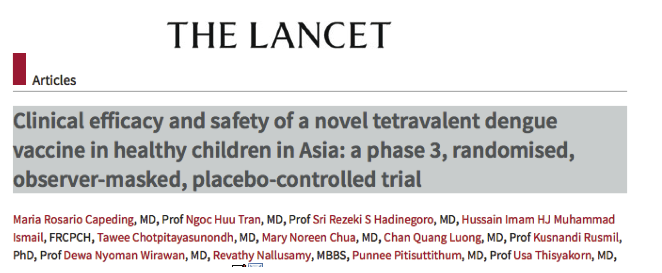 THE LANCET
Articles
Clinical efficacy and safety of a novel tetravalent dengue
vaccine in healthy children in Asia: a phase 3, randomised,
observer-masked, placebo-controlled trial
Maria Rosario Capeding, MD, Prof Ngoc Huu Tran, MD, Prof Sri Rezeki S Hadinegoro, MD, Hussain Imam HJ Muhammad
Ismail, FRCPCH, Tawee Chotpitayasunondh, MD, Mary Noreen Chua, MD, Chan Quang Luong, MD, Prof Kusnandi Rusmil,
PhD, Prof Dewa Nyoman Wirawan, MD, Revathy Nallusamy, MBBS, Punnee Pitisuttithum, MD, Prof Usa Thisyakorn, MD,